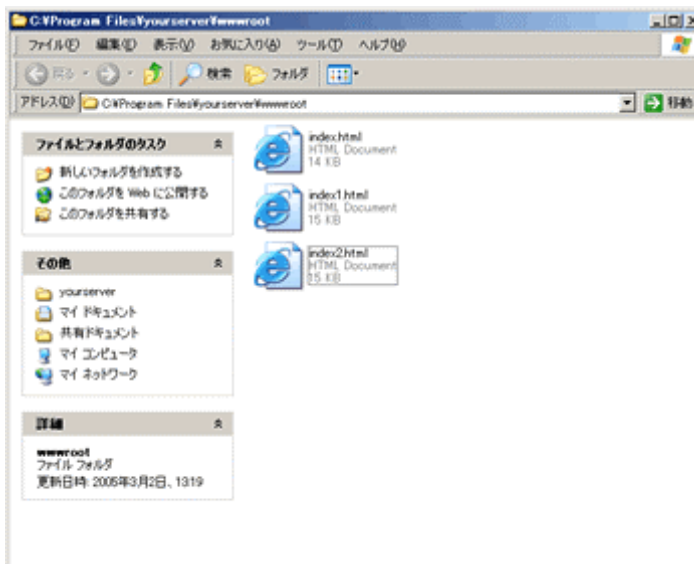 C:¥Program Files¥yourserver¥wwwroot
ファイル(F) 編集(E) 表示(V) お気に入り(A) ツール(T) ヘルプ(H)
戻る 検索 フォルダ
アドレス(D) C:¥Program Files¥yourserver¥wwwroot 移動
ファイルとフォルダのタスク
新しいフォルダを作成する
このフォルダを Web に公開する
このフォルダを共有する
その他
yourserver
マイ ドキュメント
共有ドキュメント
マイ コンピュータ
マイ ネットワーク
詳細
wwwroot
ファイル フォルダ
更新日時: 2005年3月2日、13:19
index.html
HTML Document
14 KB
index1.html
HTML Document
15 KB
index2.html
HTML Document
15 KB